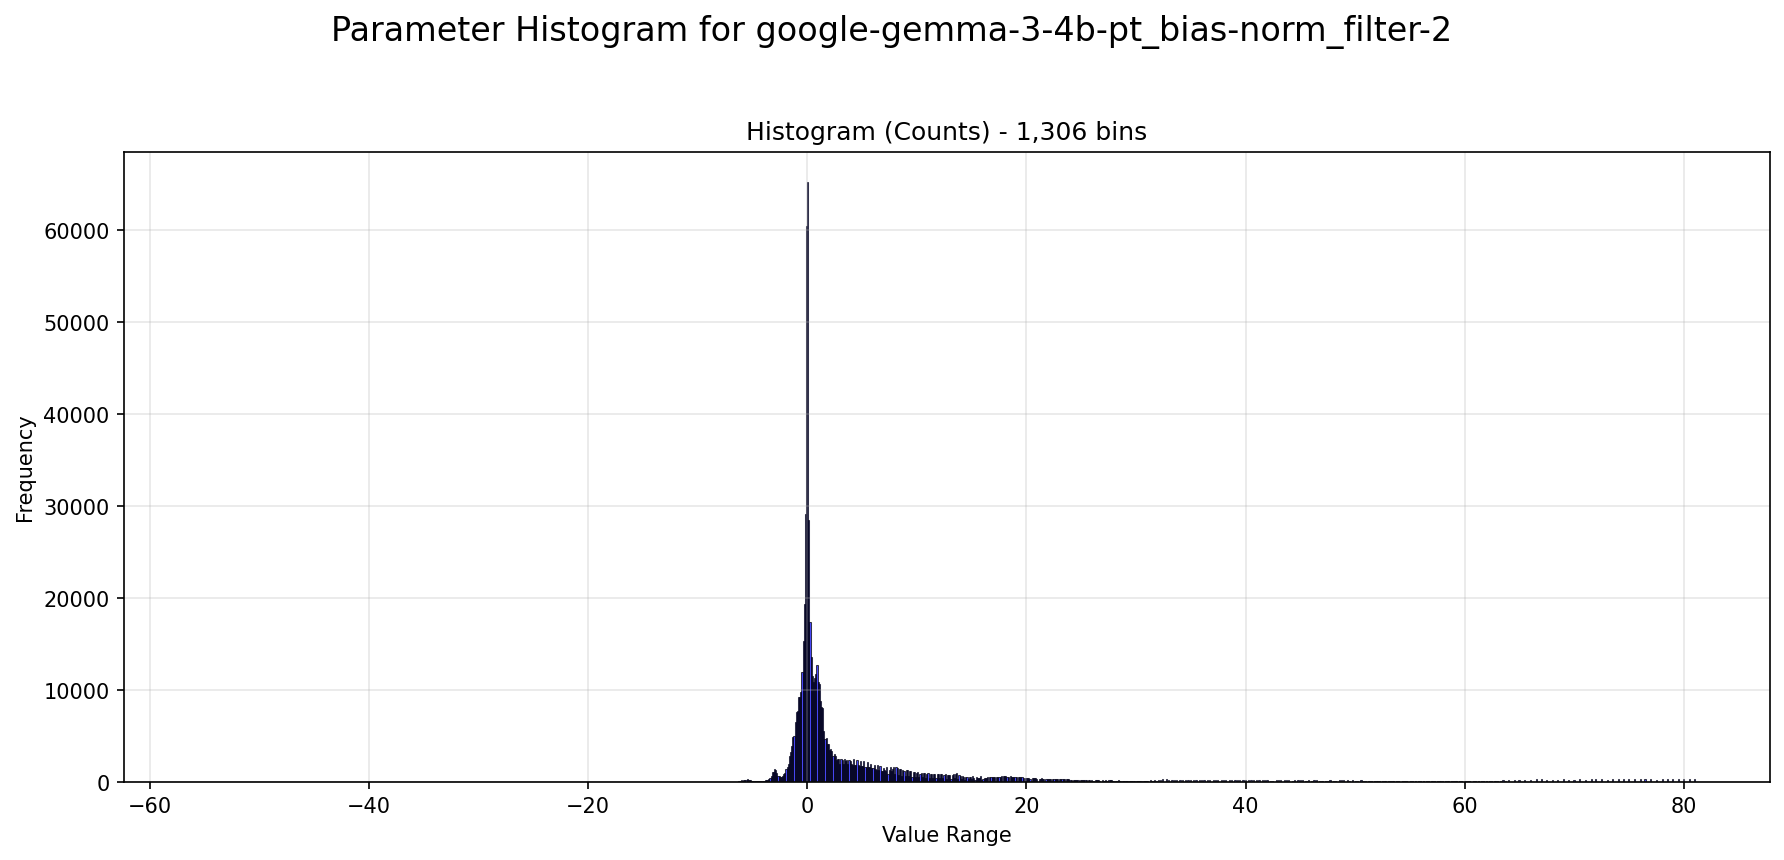 Parameter Histogram for google-gemma-3-4b-pt_bias-norm_filter-2
Histogram (Counts) - 1,306 bins
60000
50000
40000
30000
20000
10000
0
Frequency
−60 −40 −20 0 20 40 60 80
Value Range